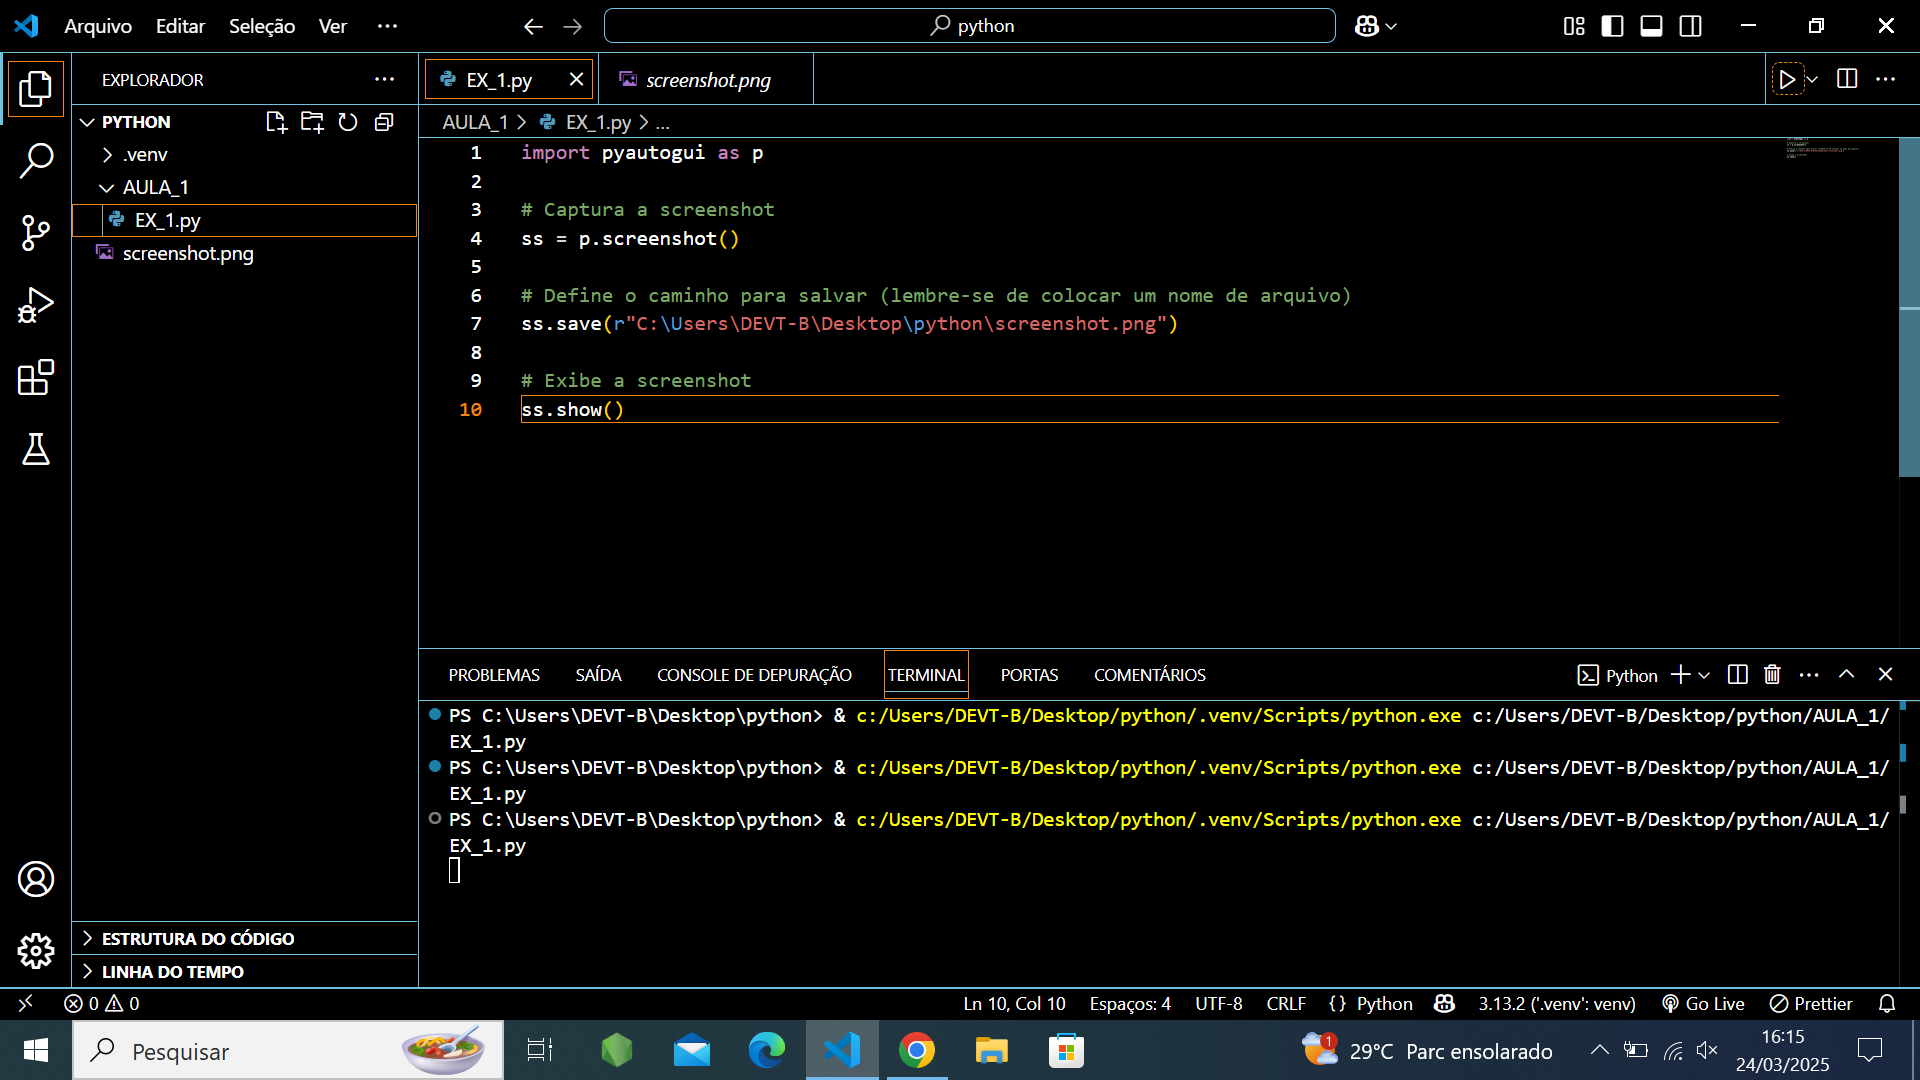 Arquivo Editar Seleção Ver ··· python
EXPLORADOR ···
EX_1.py
screenshot.png
PYTHON
AULA_1 > EX_1.py > ...
.venv
AULA_1
EX_1.py
screenshot.png
1 import pyautogui as p
2
3 # Captura a screenshot
4 ss = p.screenshot()
5
6 # Define o caminho para salvar (lembre-se de colocar um nome de arquivo)
7 ss.save(r"C:\Users\DEVT-B\Desktop\python\screenshot.png")
8
9 # Exibe a screenshot
10 ss.show()
PROBLEMAS SAÍDA CONSOLE DE DEPURAÇÃO TERMINAL PORTAS COMENTÁRIOS Python
PS C:\Users\DEVT-B\Desktop\python> & c:/Users/DEVT-B/Desktop/python/.venv/Scripts/python.exe c:/Users/DEVT-B/Desktop/python/AULA_1/
EX_1.py
PS C:\Users\DEVT-B\Desktop\python> & c:/Users/DEVT-B/Desktop/python/.venv/Scripts/python.exe c:/Users/DEVT-B/Desktop/python/AULA_1/
EX_1.py
PS C:\Users\DEVT-B\Desktop\python> & c:/Users/DEVT-B/Desktop/python/.venv/Scripts/python.exe c:/Users/DEVT-B/Desktop/python/AULA_1/
EX_1.py
ESTRUTURA DO CÓDIGO
LINHA DO TEMPO
0 0 Ln 10, Col 10 Espaços: 4 UTF-8 CRLF {} Python 3.13.2 ('.venv': venv) Go Live Prettier
Pesquisar 1 29°C Parc ensolarado 16:15
24/03/2025